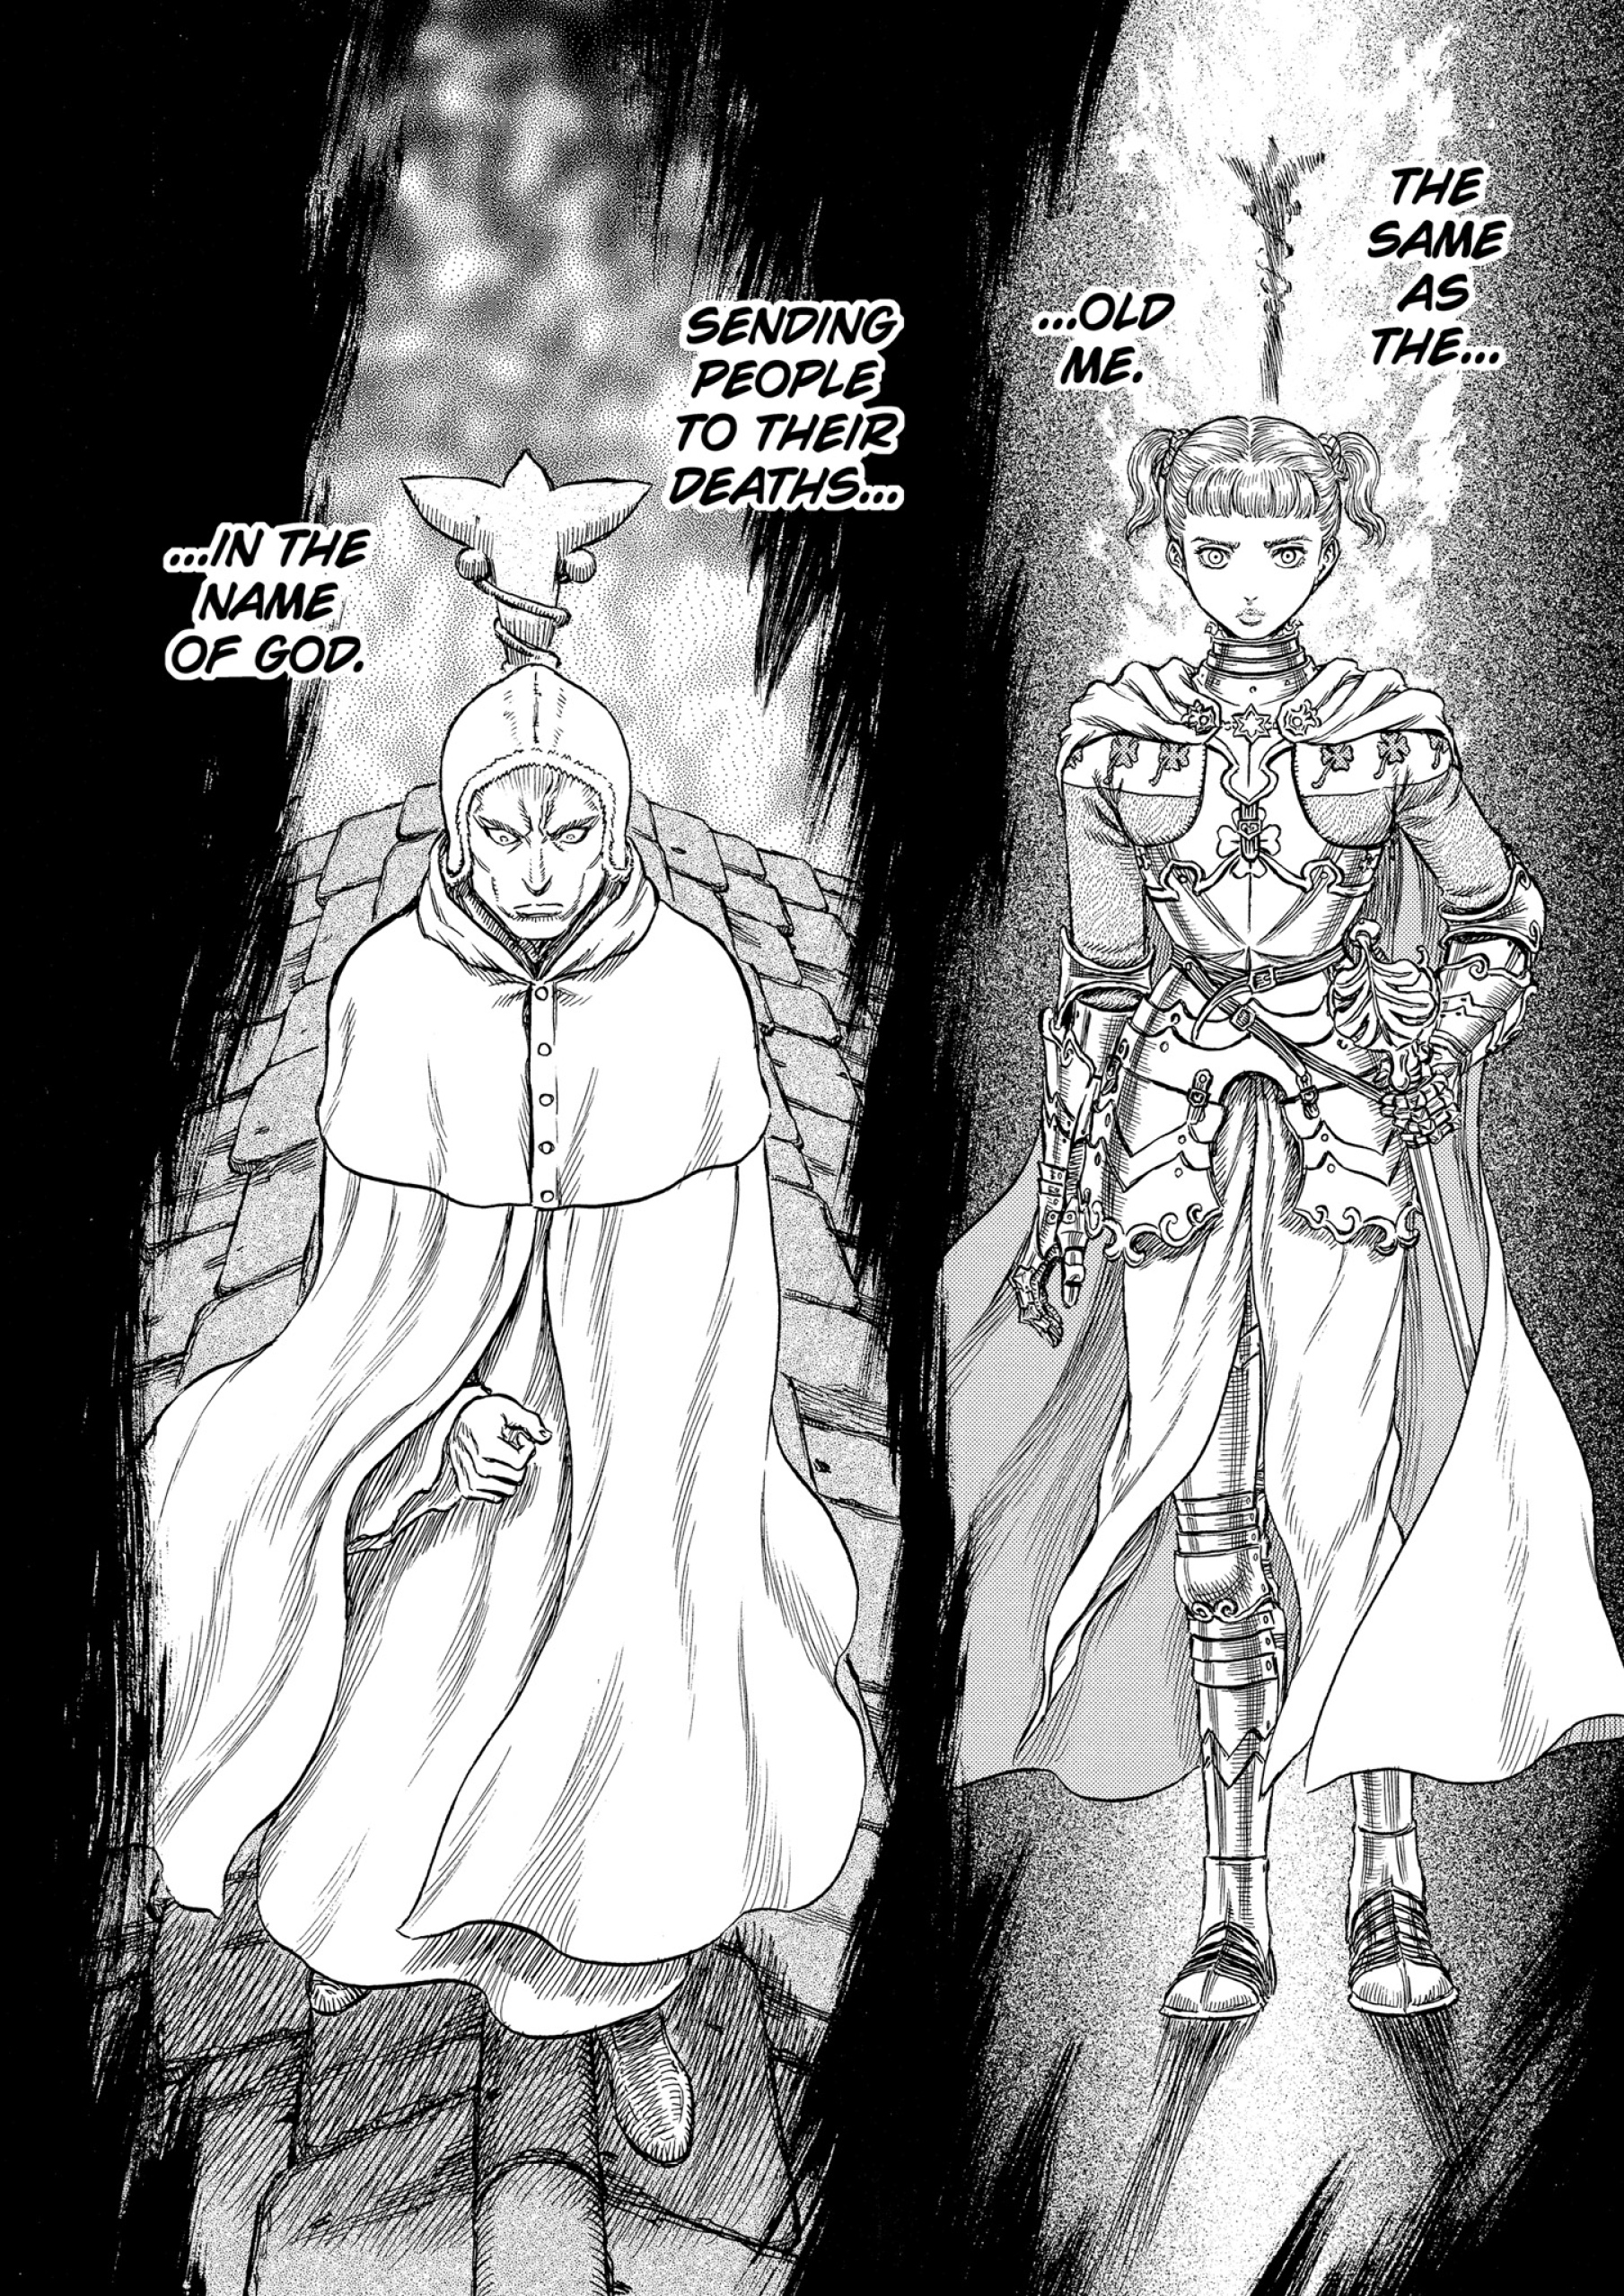 THE
SAME
AS
THE...
...OLD
ME.
SENDING
PEOPLE
TO THEIR
DEATHS...
...IN THE
NAME
OF GOD.